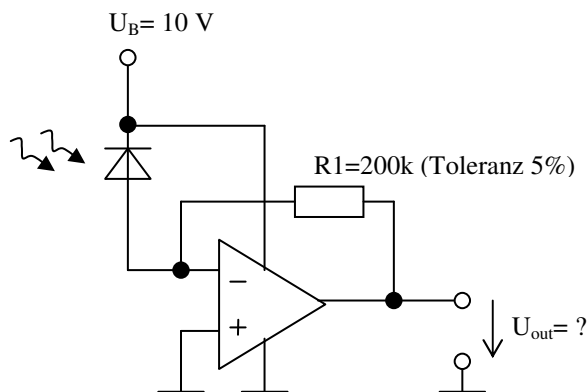 U_B = 10 V
R1=200k (Toleranz 5%)
−
+
U_out= ?